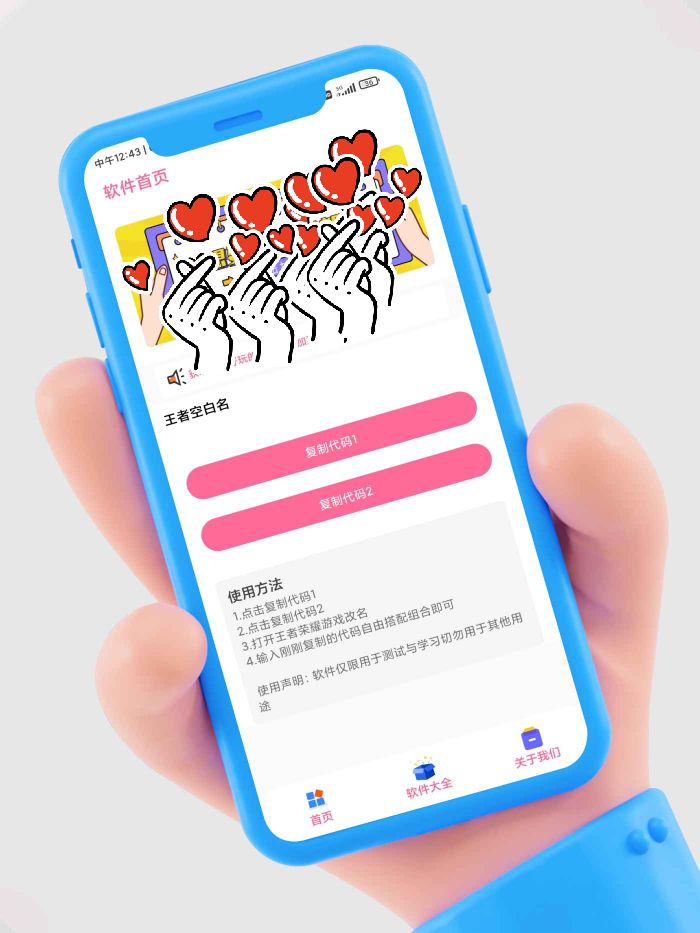 中午12:43 |
5G
36
软件首页
王者空白名
复制代码1
复制代码2
使用方法
1.点击复制代码1
2.点击复制代码2
3.打开王者荣耀游戏改名
4.输入刚刚复制的代码自由搭配组合即可
使用声明：软件仅限用于测试与学习切勿用于其他用
途
首页
软件大全
关于我们